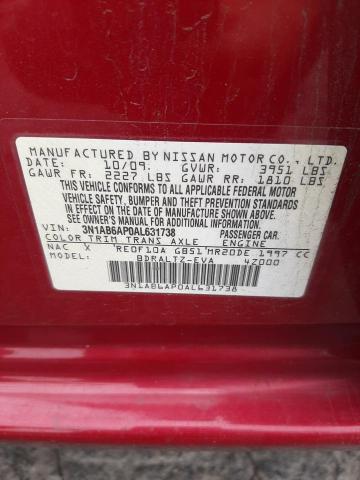 MANUFACTURED BY NISSAN MOTOR CO., LTD.
DATE: 10/09. GVWR: 3951 LBS
GAWR FR: 2227 LBS GAWR RR: 1810 LBS
THIS VEHICLE CONFORMS TO ALL APPLICABLE FEDERAL MOTOR
VEHICLE SAFETY, BUMPER AND THEFT PREVENTION STANDARDS
IN EFFECT ON THE DATE OF MANUFACTURE SHOWN ABOVE.
SEE OWNER'S MANUAL FOR ADDITIONAL INFORMATION.
VIN: 3N1AB6AP0AL631738 PASSENGER CAR.
COLOR TRIM TRANS AXLE ENGINE
NAC X RE0F10A GB51 MR20DE 1997 CC
BDRALTZ-EVA 4Z000
3N1AB6AP0AL631738